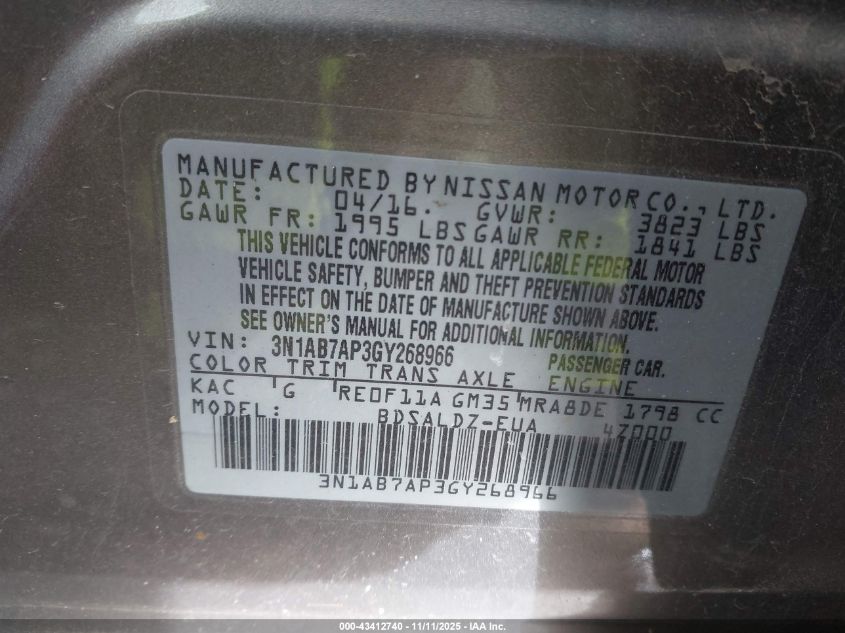 MANUFACTURED BY NISSAN MOTOR CO., LTD.
DATE: 04/16. GVWR: 3823 LBS
GAWR FR: 1995 LBS GAWR RR: 1841 LBS
THIS VEHICLE CONFORMS TO ALL APPLICABLE FEDERAL MOTOR
VEHICLE SAFETY, BUMPER AND THEFT PREVENTION STANDARDS
IN EFFECT ON THE DATE OF MANUFACTURE SHOWN ABOVE.
SEE OWNER'S MANUAL FOR ADDITIONAL INFORMATION.
VIN: 3N1AB7AP3GY268966 PASSENGER CAR.
COLOR TRIM TRANS AXLE ENGINE
KAC G RE0F11A GM35 MRA8DE 1798 CC
MODEL: BDSALDZ-EUA 4Z000
3N1AB7AP3GY268966
000-43412740 - 11/11/2025 - IAA Inc.